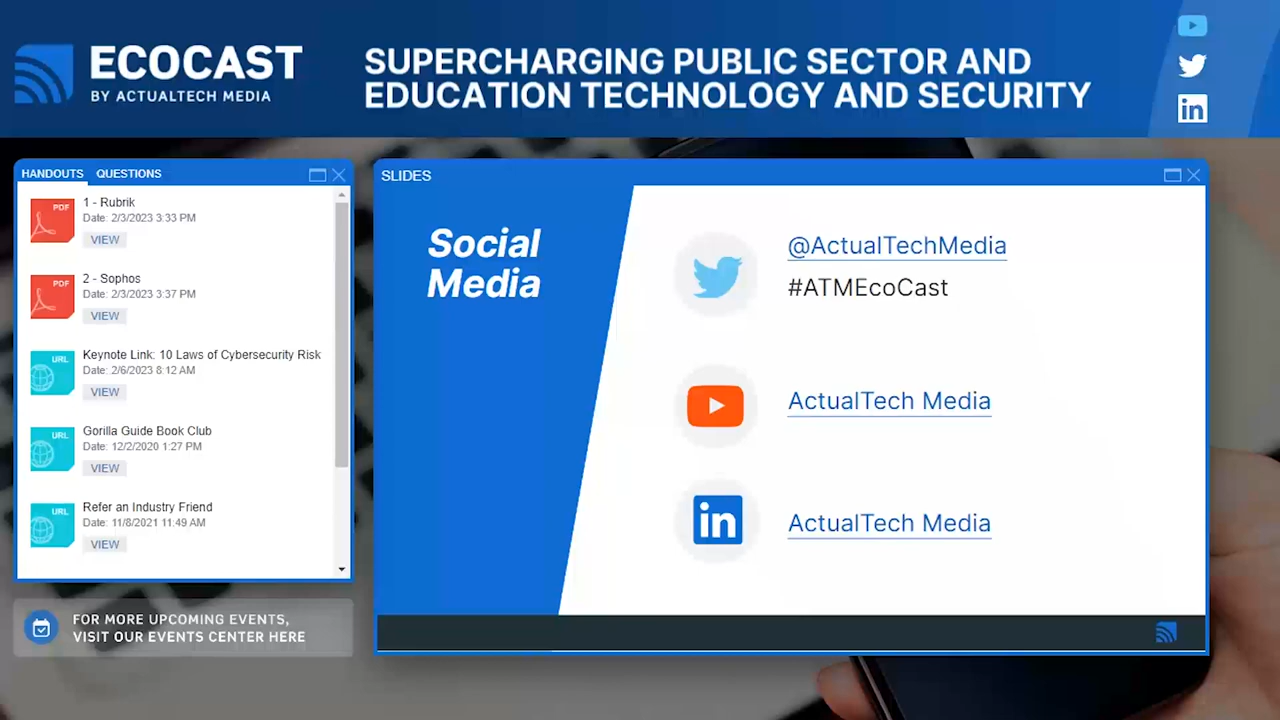 ECOCAST
BY ACTUALTECH MEDIA
SUPERCHARGING PUBLIC SECTOR AND
EDUCATION TECHNOLOGY AND SECURITY
in
HANDOUTS QUESTIONS
PDF
1 - Rubrik
Date: 2/3/2023 3:33 PM
VIEW
PDF
2 - Sophos
Date: 2/3/2023 3:37 PM
VIEW
URL
Keynote Link: 10 Laws of Cybersecurity Risk
Date: 2/6/2023 8:12 AM
VIEW
URL
Gorilla Guide Book Club
Date: 12/2/2020 1:27 PM
VIEW
URL
Refer an Industry Friend
Date: 11/8/2021 11:49 AM
VIEW
FOR MORE UPCOMING EVENTS,
VISIT OUR EVENTS CENTER HERE
SLIDES
Social
Media
@ActualTechMedia
#ATMEcoCast
ActualTech Media
in
ActualTech Media